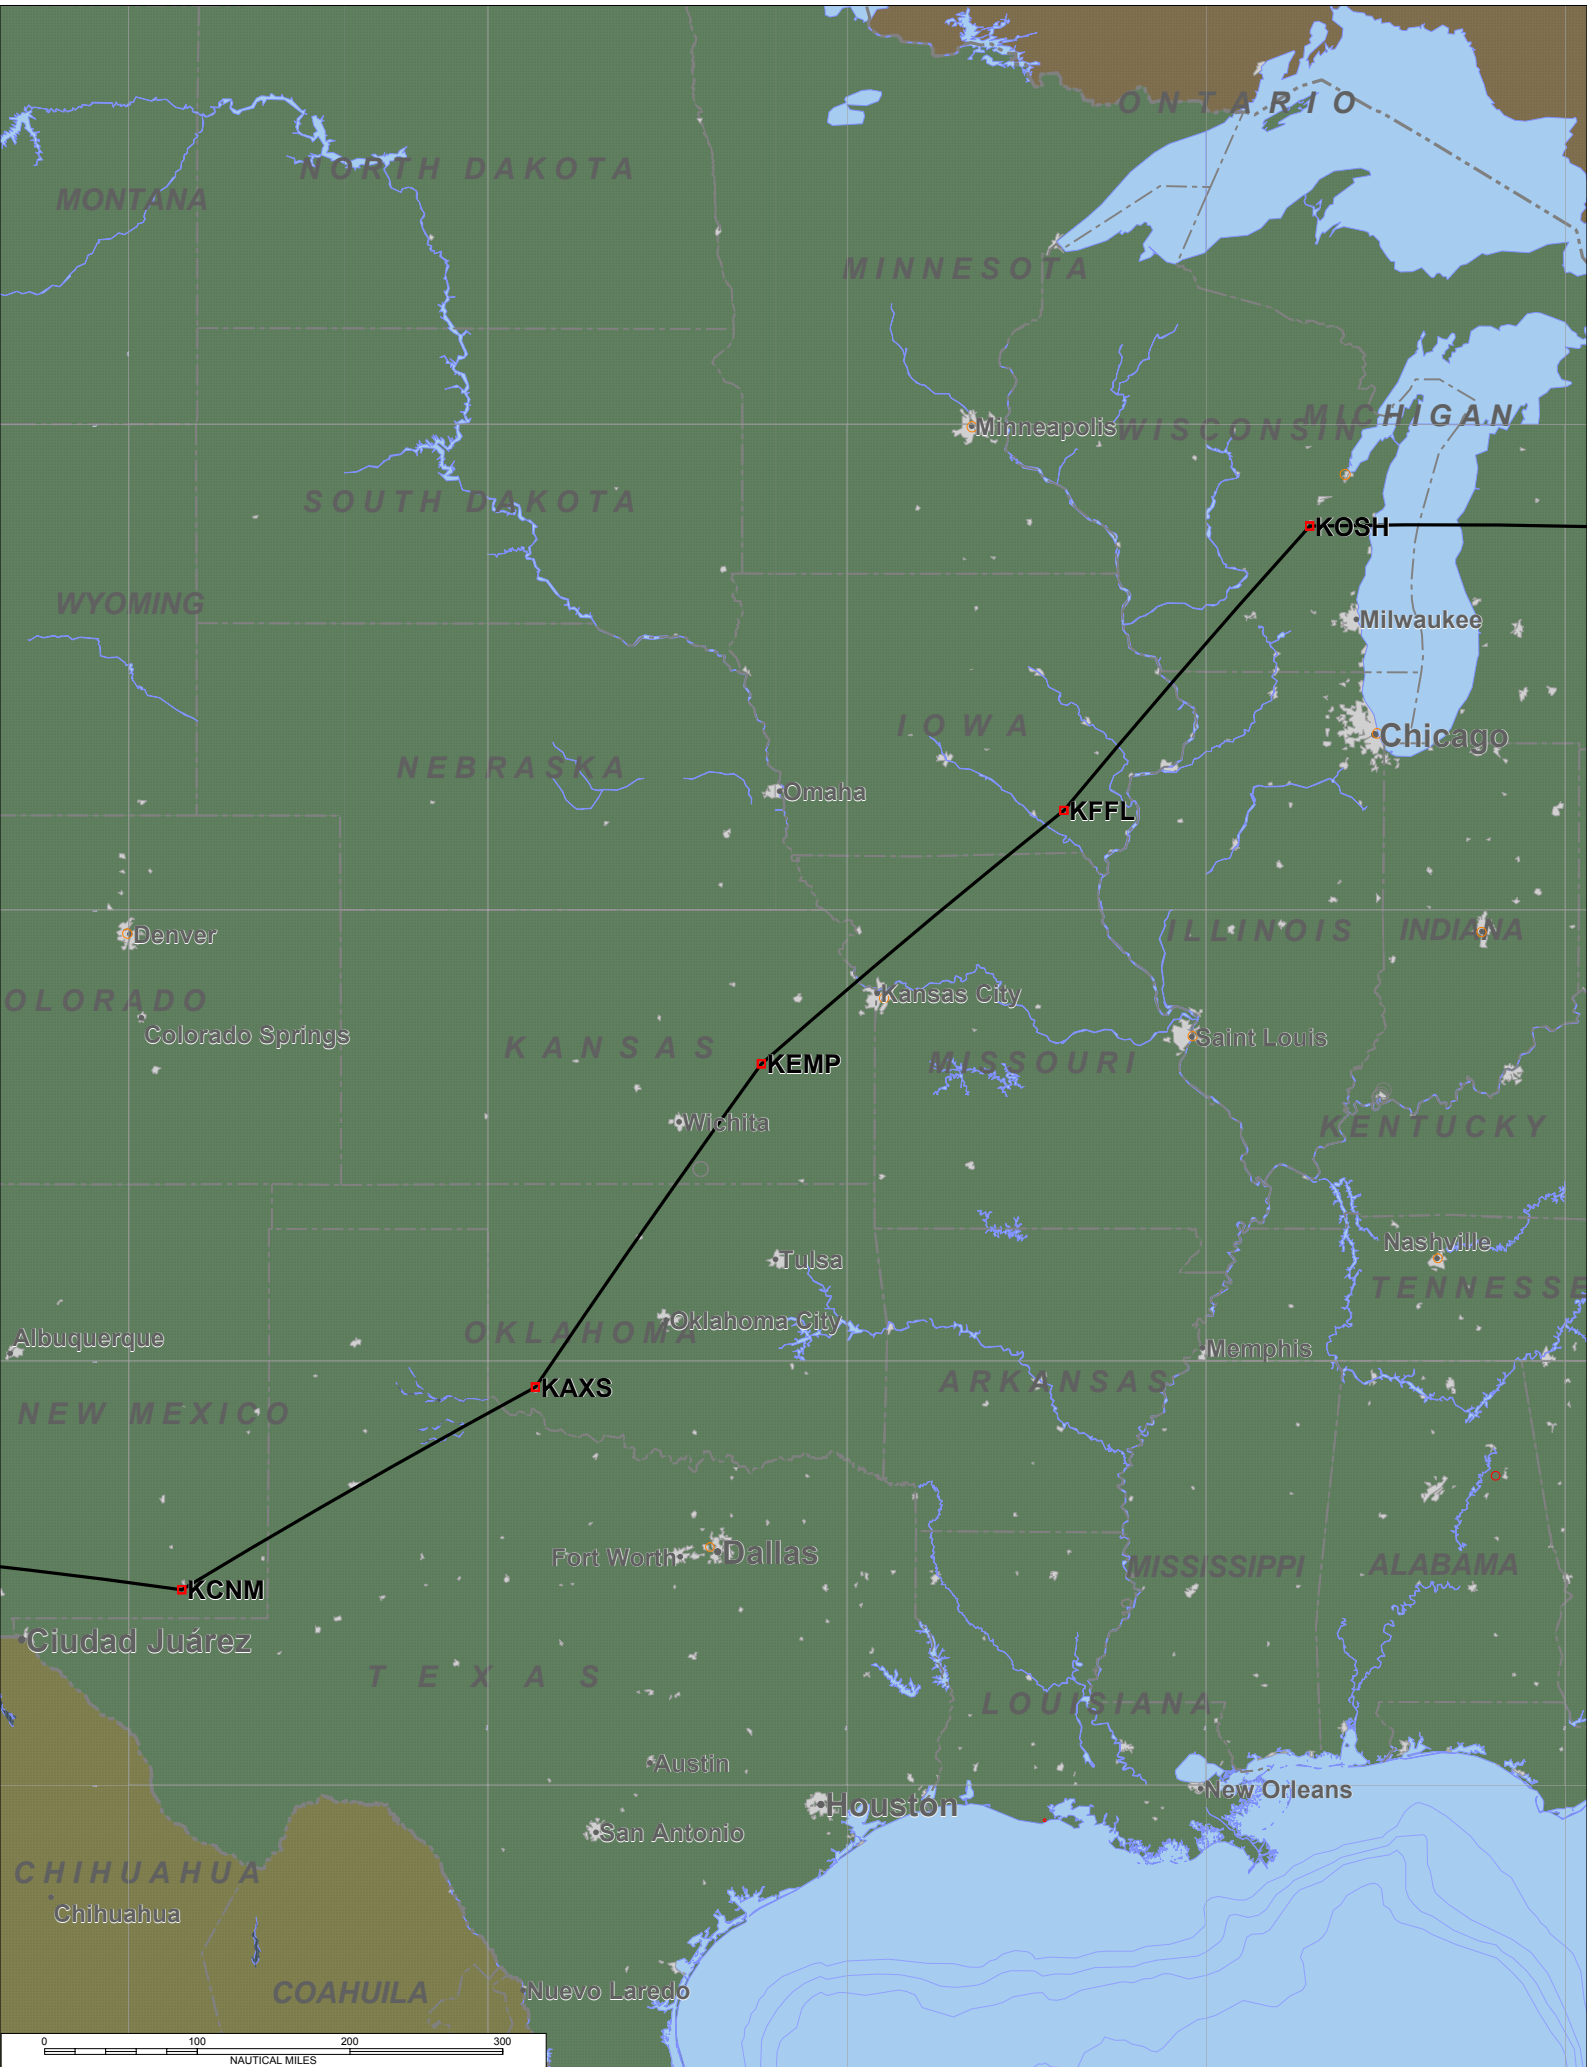 ONTARIO
NORTH DAKOTA
MONTANA
MINNESOTA
MICHIGAN
Minneapolis
WISCONSIN
SOUTH DAKOTA
KOSH
WYOMING
Milwaukee
IOWA
Chicago
NEBRASKA
Omaha
KFFL
Denver
ILLINOIS
INDIANA
Kansas City
OLORADO
Colorado Springs
Saint Louis
KANSAS
KEMP
MISSOURI
Wichita
KENTUCKY
Nashville
Tulsa
TENNESSE
Oklahoma City
OKLAHOMA
Albuquerque
Memphis
ARKANSAS
KAXS
NEW MEXICO
Dallas
Fort Worth
MISSISSIPPI
ALABAMA
KCNM
Ciudad Juárez
TEXAS
LOUISIANA
Austin
New Orleans
Houston
San Antonio
CHIHUAHUA
Chihuahua
COAHUILA
Nuevo Laredo
0 100 200 300
NAUTICAL MILES